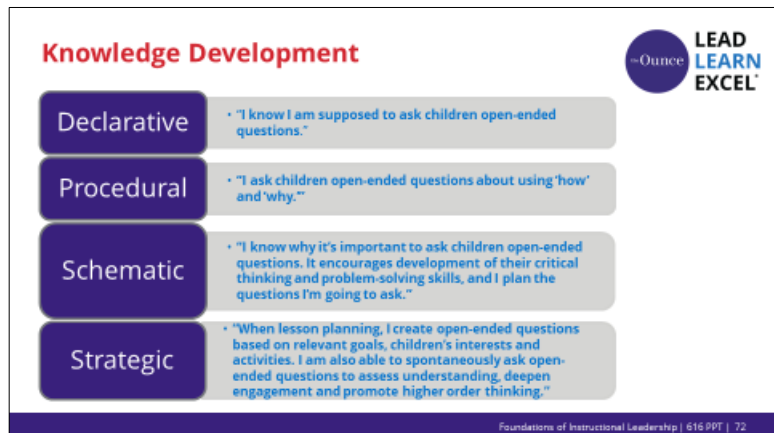 Knowledge Development
the Ounce
LEAD
LEARN
EXCEL
Declarative
• "I know I am supposed to ask children open-ended
questions."
Procedural
• "I ask children open-ended questions about using 'how'
and 'why.'"
Schematic
• "I know why it's important to ask children open-ended
questions. It encourages development of their critical
thinking and problem-solving skills, and I plan the
questions I'm going to ask."
Strategic
• "When lesson planning, I create open-ended questions
based on relevant goals, children's interests and
activities. I am also able to spontaneously ask open-
ended questions to assess understanding, deepen
engagement and promote higher order thinking."
Foundations of Instructional Leadership | 616 PPT | 72